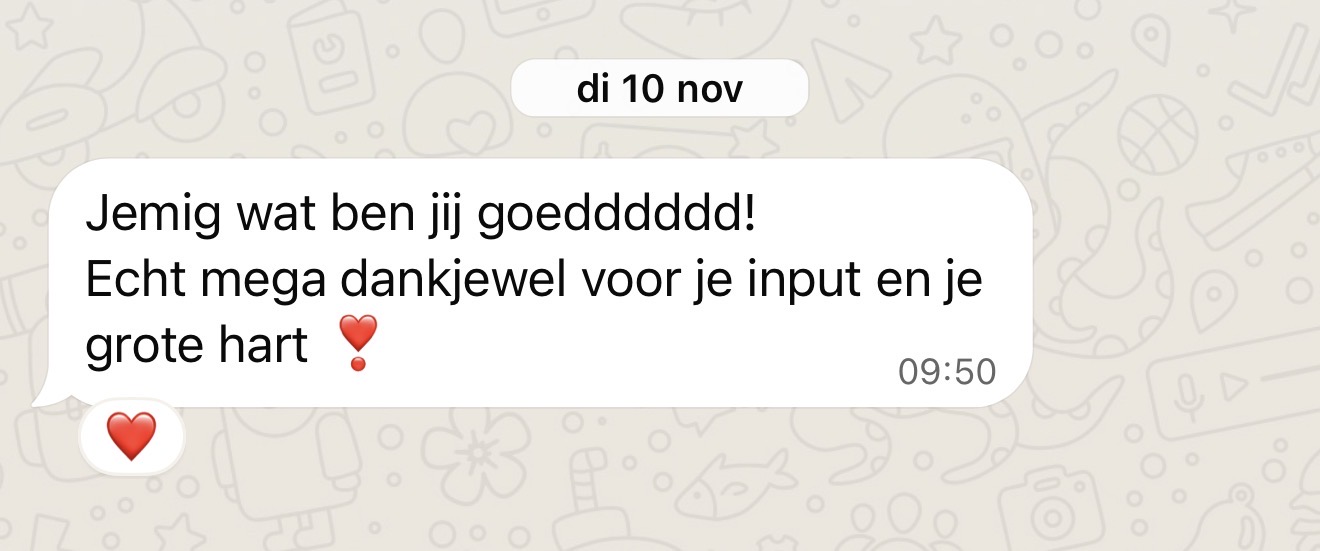 di 10 nov
Jemig wat ben jij goedddddd!
Echt mega dankjewel voor je input en je
grote hart ❣️
09:50
❤️